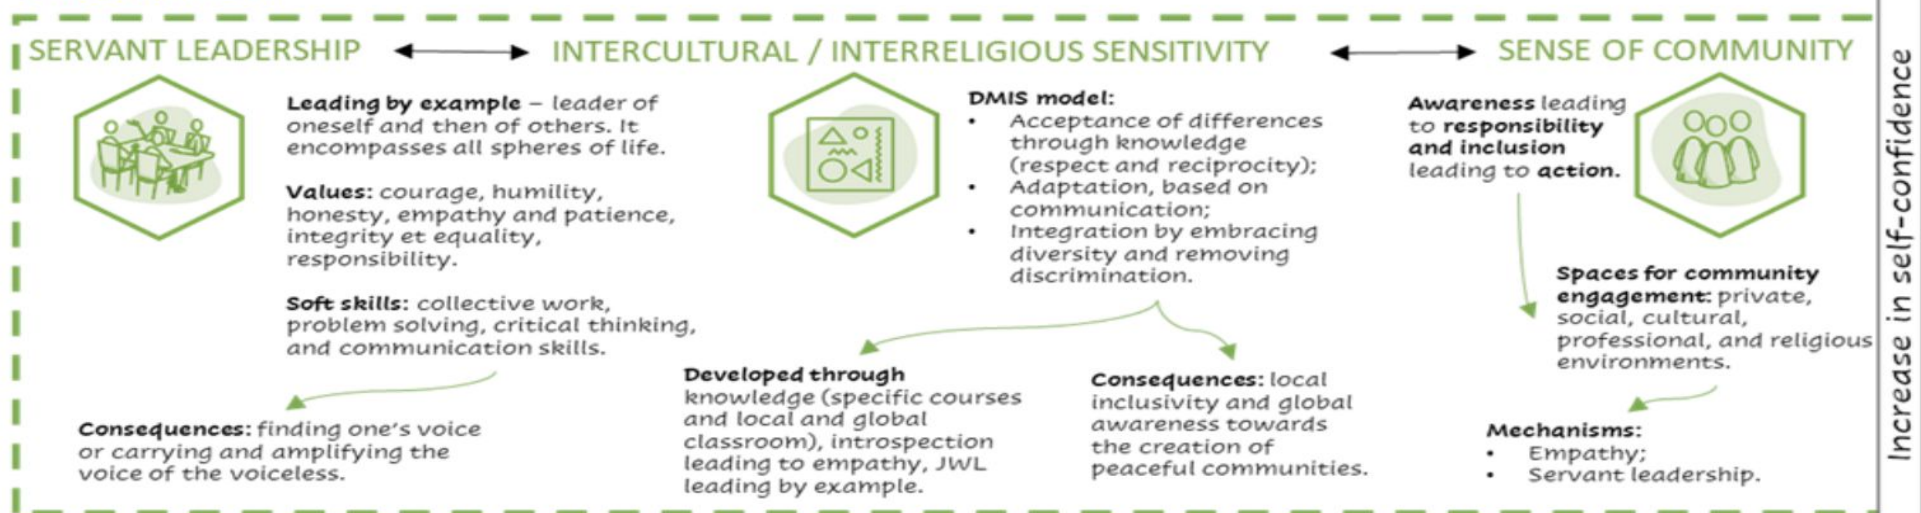 SERVANT LEADERSHIP
INTERCULTURAL / INTERRELIGIOUS SENSITIVITY
SENSE OF COMMUNITY
Leading by example – leader of
oneself and then of others. It
encompasses all spheres of life.
Values: courage, humility,
honesty, empathy and patience,
integrity et equality,
responsibility.
Soft skills: collective work,
problem solving, critical thinking,
and communication skills.
Consequences: finding one's voice
or carrying and amplifying the
voice of the voiceless.
DMIS model:
• Acceptance of differences
through knowledge
(respect and reciprocity);
• Adaptation, based on
communication;
• Integration by embracing
diversity and removing
discrimination.
Developed through
knowledge (specific courses
and local and global
classroom), introspection
leading to empathy, JWL
leading by example.
Consequences: local
inclusivity and global
awareness towards
the creation of
peaceful communities.
Awareness leading
to responsibility
and inclusion
leading to action.
Spaces for community
engagement: private,
social, cultural,
professional, and religious
environments.
Mechanisms:
• Empathy;
• Servant leadership.
Increase in self-confidence